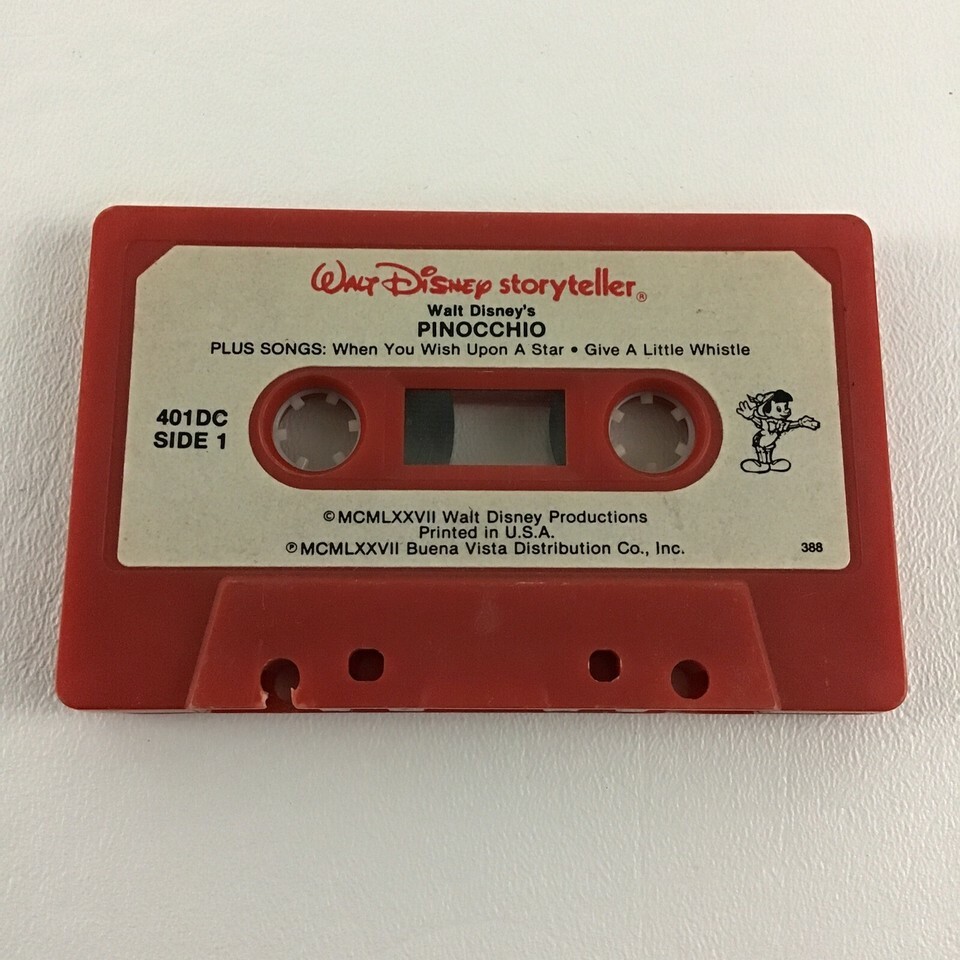 Walt Disney storyteller®
Walt Disney's
PINOCCHIO
PLUS SONGS: When You Wish Upon A Star • Give A Little Whistle
401DC
SIDE 1
©MCMLXXVII Walt Disney Productions
Printed in U.S.A.
℗MCMLXXVII Buena Vista Distribution Co., Inc.
388